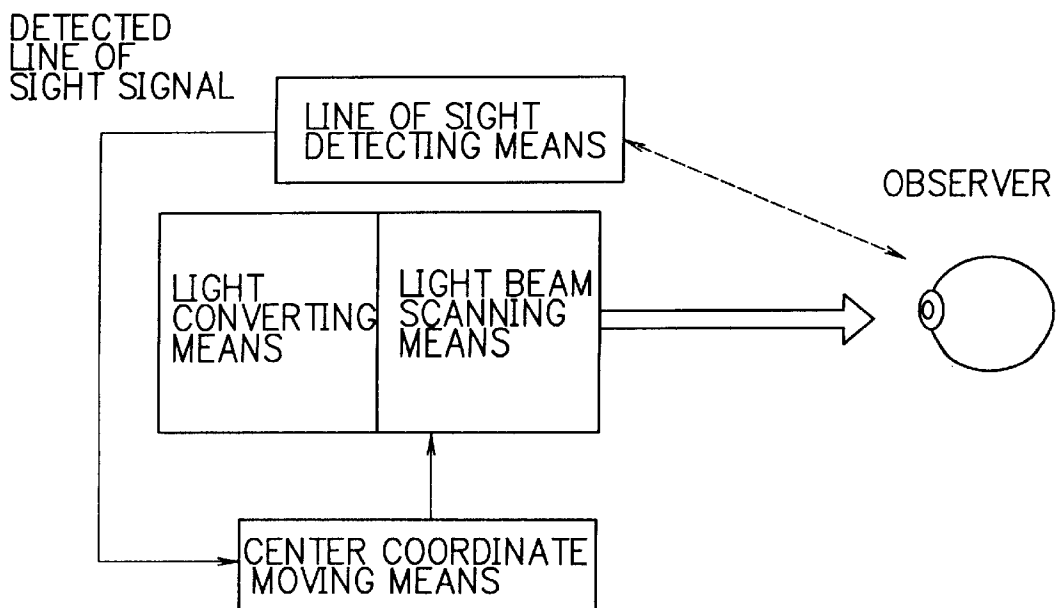 DETECTED
LINE OF
SIGHT SIGNAL
LINE OF SIGHT
DETECTING MEANS
OBSERVER
LIGHT
CONVERTING
MEANS
LIGHT BEAM
SCANNING
MEANS
CENTER COORDINATE
MOVING MEANS